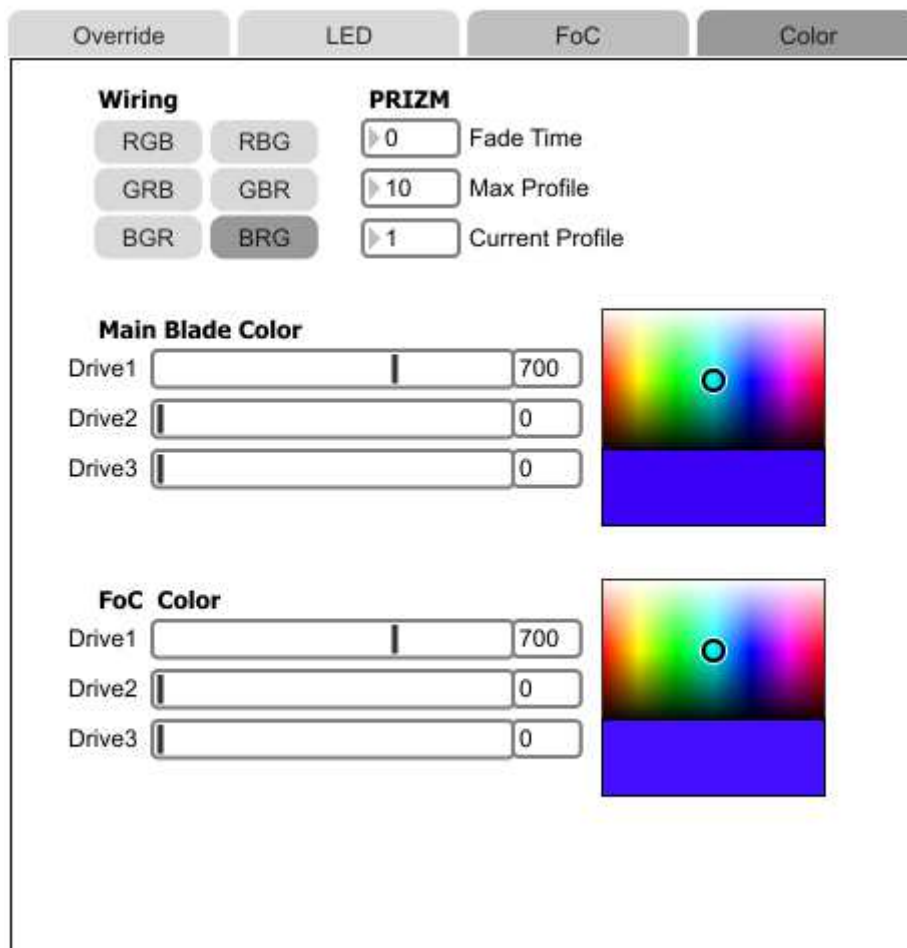 Override LED FoC Color
Wiring PRIZM
RGB RBG 0 Fade Time
GRB GBR 10 Max Profile
BGR BRG 1 Current Profile
Main Blade Color
Drive1 700
Drive2 0
Drive3 0
FoC Color
Drive1 700
Drive2 0
Drive3 0